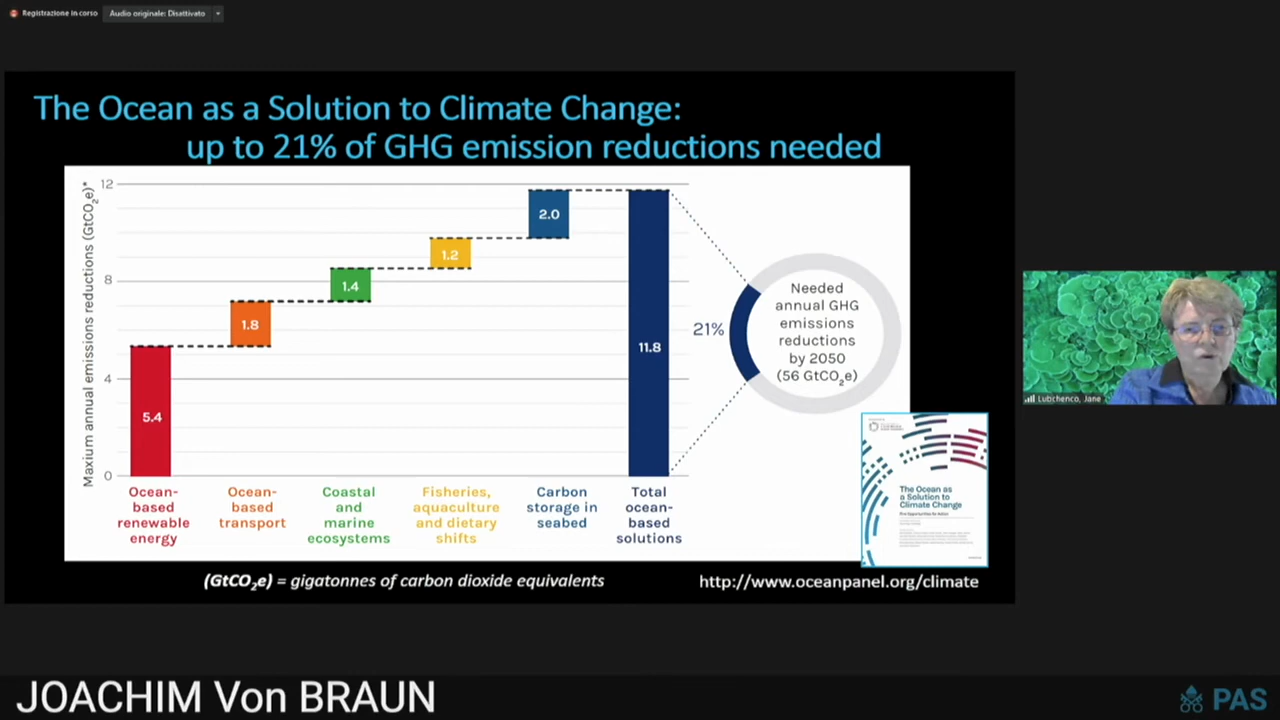 Registrazione in corso
Audio originale: Disattivato
The Ocean as a Solution to Climate Change:
up to 21% of GHG emission reductions needed
Maxium annual emissions reductions (GtCO2e)*
12
8
4
0
5.4
1.8
1.4
1.2
2.0
11.8
Ocean-
based
renewable
energy
Ocean-
based
transport
Coastal
and
marine
ecosystems
Fisheries,
aquaculture
and dietary
shifts
Carbon
storage in
seabed
Total
ocean-
based
solutions
21%
Needed
annual GHG
emissions
reductions
by 2050
(56 GtCO2e)
The Ocean as
a Solution to
Climate Change
Five Opportunities for Action
(GtCO2e) = gigatonnes of carbon dioxide equivalents
http://www.oceanpanel.org/climate
Lubchenco, Jane
JOACHIM Von BRAUN
PAS